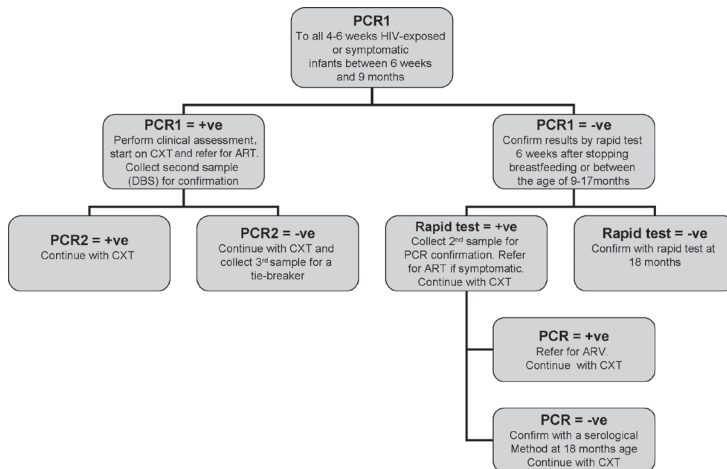 PCR1
To all 4-6 weeks HIV-exposed
or symptomatic
infants between 6 weeks
and 9 months
PCR1 = +ve
Perform clinical assessment,
start on CXT and refer for ART.
Collect second sample
(DBS) for confirmation
PCR1 = -ve
Confirm results by rapid test
6 weeks after stopping
breastfeeding or between
the age of 9-17months
PCR2 = +ve
Continue with CXT
PCR2 = -ve
Continue with CXT and
collect 3rd sample for a
tie-breaker
Rapid test = +ve
Collect 2nd sample for
PCR confirmation. Refer
for ART if symptomatic.
Continue with CXT
Rapid test = -ve
Confirm with rapid test at
18 months
PCR = +ve
Refer for ARV.
Continue with CXT
PCR = -ve
Confirm with a serological
Method at 18 months age
Continue with CXT